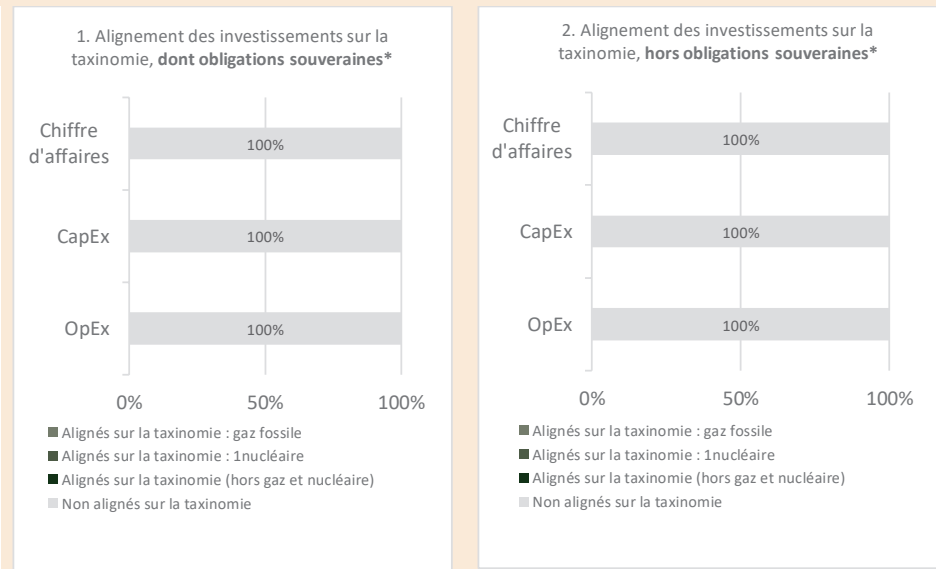 1. Alignement des investissements sur la
taxinomie, dont obligations souveraines*
Chiffre
d'affaires
100%
CapEx
100%
OpEx
100%
0%
50%
100%
Alignés sur la taxinomie : gaz fossile
Alignés sur la taxinomie : 1nucléaire
Alignés sur la taxinomie (hors gaz et nucléaire)
Non alignés sur la taxinomie
2. Alignement des investissements sur la
taxinomie, hors obligations souveraines*
Chiffre
d'affaires
100%
CapEx
100%
OpEx
100%
0%
50%
100%
Alignés sur la taxinomie : gaz fossile
Alignés sur la taxinomie : 1nucléaire
Alignés sur la taxinomie (hors gaz et nucléaire)
Non alignés sur la taxinomie